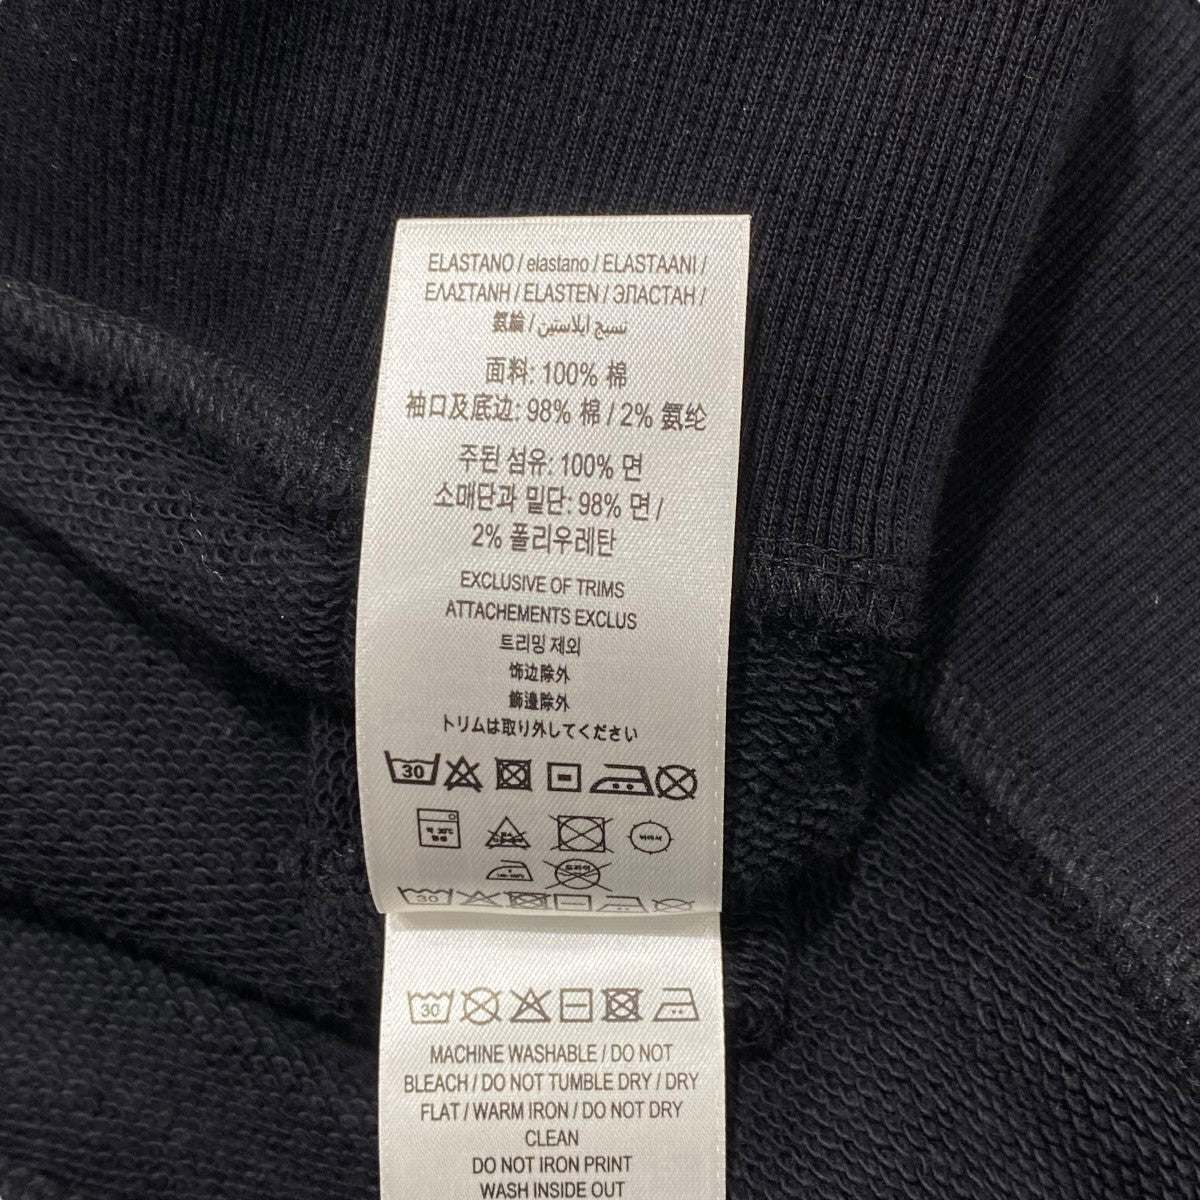 ELASTANO / elastano / ELASTAANI /
ΕΛΑΣΤΑΝΗ / ELASTEN / ЭЛАСТАН /
氨綸 / نسيج ايلاستين /
面料: 100% 棉
袖口及底边: 98% 棉 / 2% 氨纶
주된 섬유: 100% 면
소매단과 밑단: 98% 면 /
2% 폴리우레탄
EXCLUSIVE OF TRIMS
ATTACHEMENTS EXCLUS
트리밍 제외
饰边除外
飾邊除外
トリムは取り外してください
30
30
30
MACHINE WASHABLE / DO NOT
BLEACH / DO NOT TUMBLE DRY / DRY
FLAT / WARM IRON / DO NOT DRY
CLEAN
DO NOT IRON PRINT
WASH INSIDE OUT